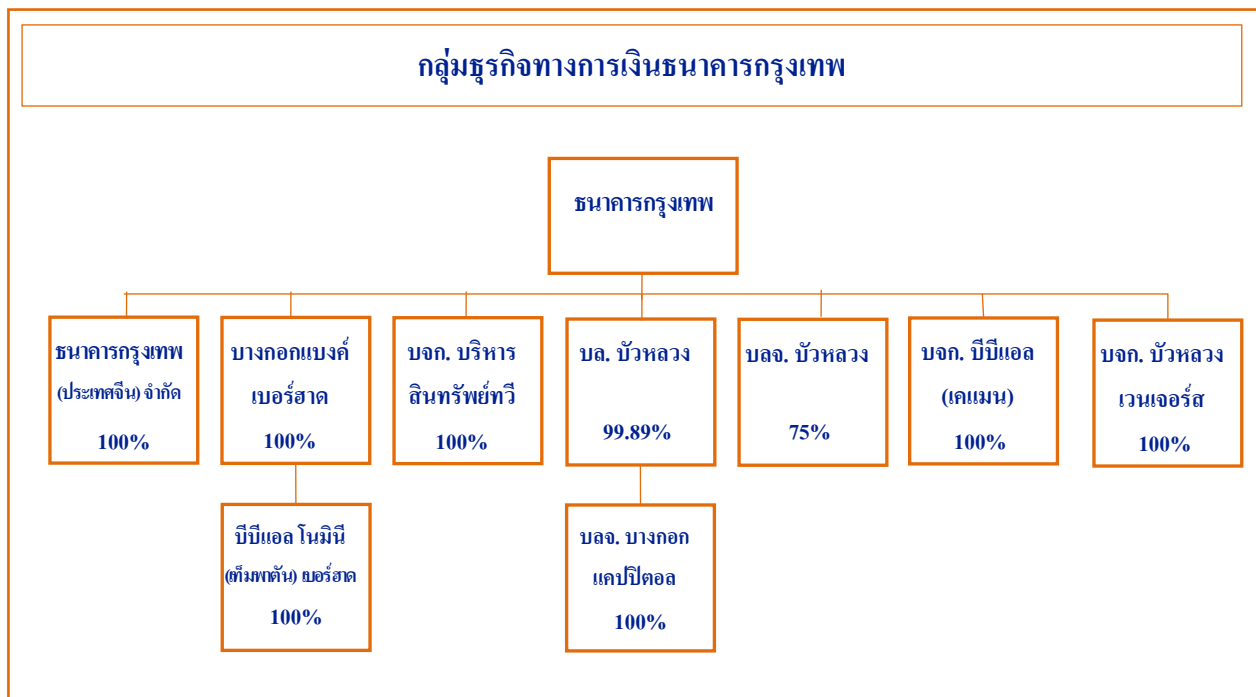 กลุ่มธุรกิจทางการเงินธนาคารกรุงเทพ
ธนาคารกรุงเทพ
ธนาคารกรุงเทพ
(ประเทศจีน) จำกัด
100%
บางกอกแบงค์
เบอร์ฮาด
100%
บจก. บริหาร
สินทรัพย์ทวี
100%
บล. บัวหลวง
99.89%
บลจ. บัวหลวง
75%
บจก. บีบีแอล
(เคแมน)
100%
บจก. บัวหลวง
เวนเจอร์ส
100%
บีบีแอล โนมินี
(เท็มพาตัน) เบอร์ฮาด
100%
บลจ. บางกอก
แคปปิตอล
100%